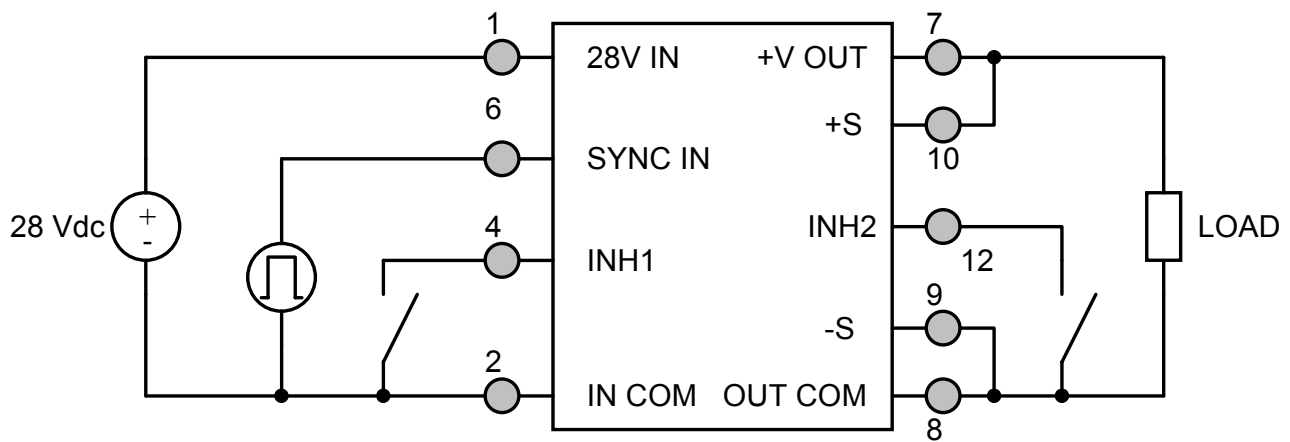 1
28V IN
6
SYNC IN
28 Vdc
+
-
4
INH1
2
IN COM
7
+V OUT
+S
10
INH2
12
LOAD
9
-S
OUT COM
8